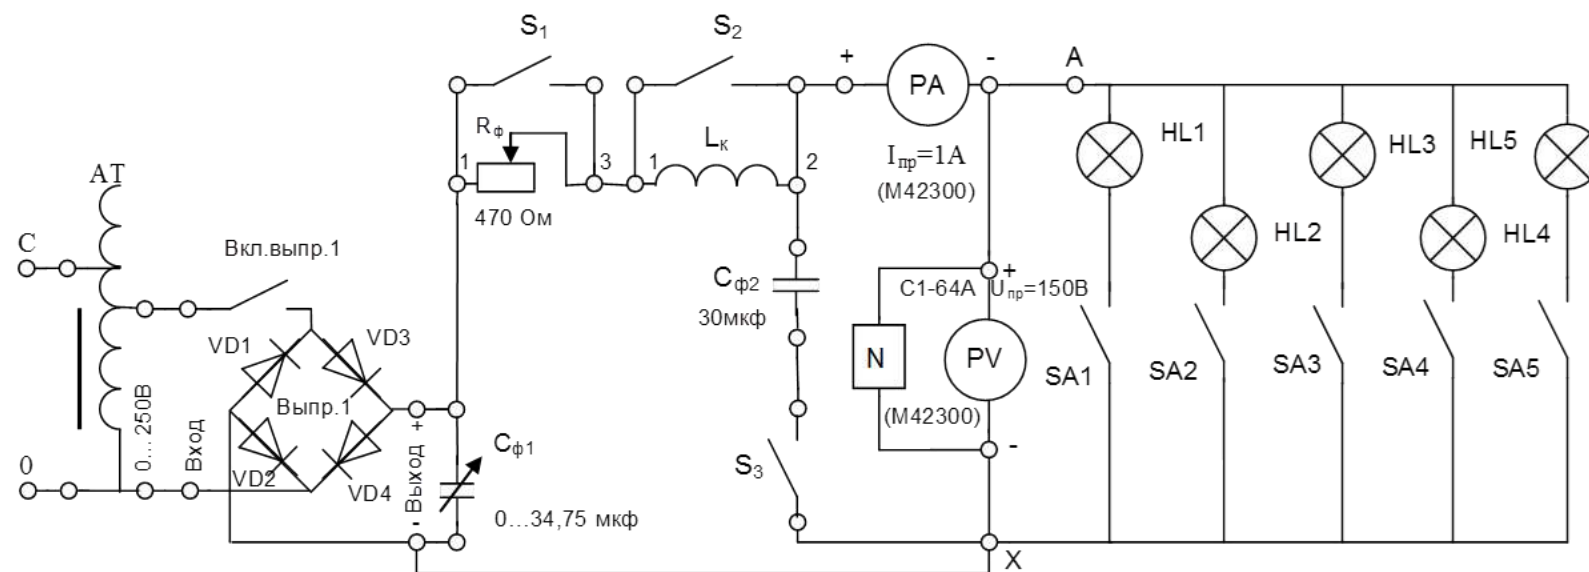 S1
S2
+
PA
-
A
Rф
1
3
1
Lк
2
470 Ом
Iпр=1А
(М42300)
HL1
HL2
HL3
HL5
HL4
АТ
С
Вкл.выпр.1
VD1
VD3
Выпр.1
VD2
VD4
0
0...250В
Вход
Выход
+
-
Cф1
0...34,75 мкф
Cф2
30мкф
S3
C1-64A
+
Uпр=150В
N
PV
(М42300)
-
X
SA1
SA2
SA3
SA4
SA5